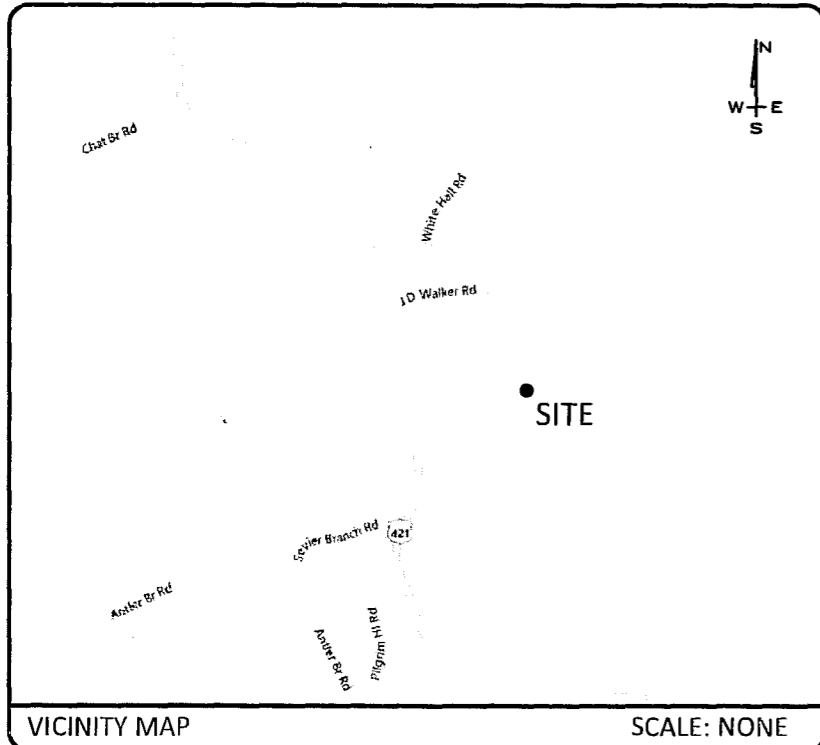 N
W E
S
Chat Br Rd
White Hall Rd
J D Walker Rd
SITE
Sevier Branch Rd
421
Antler Br Rd
Antler Br Rd
Pilgrim Hl Rd
VICINITY MAP
SCALE: NONE